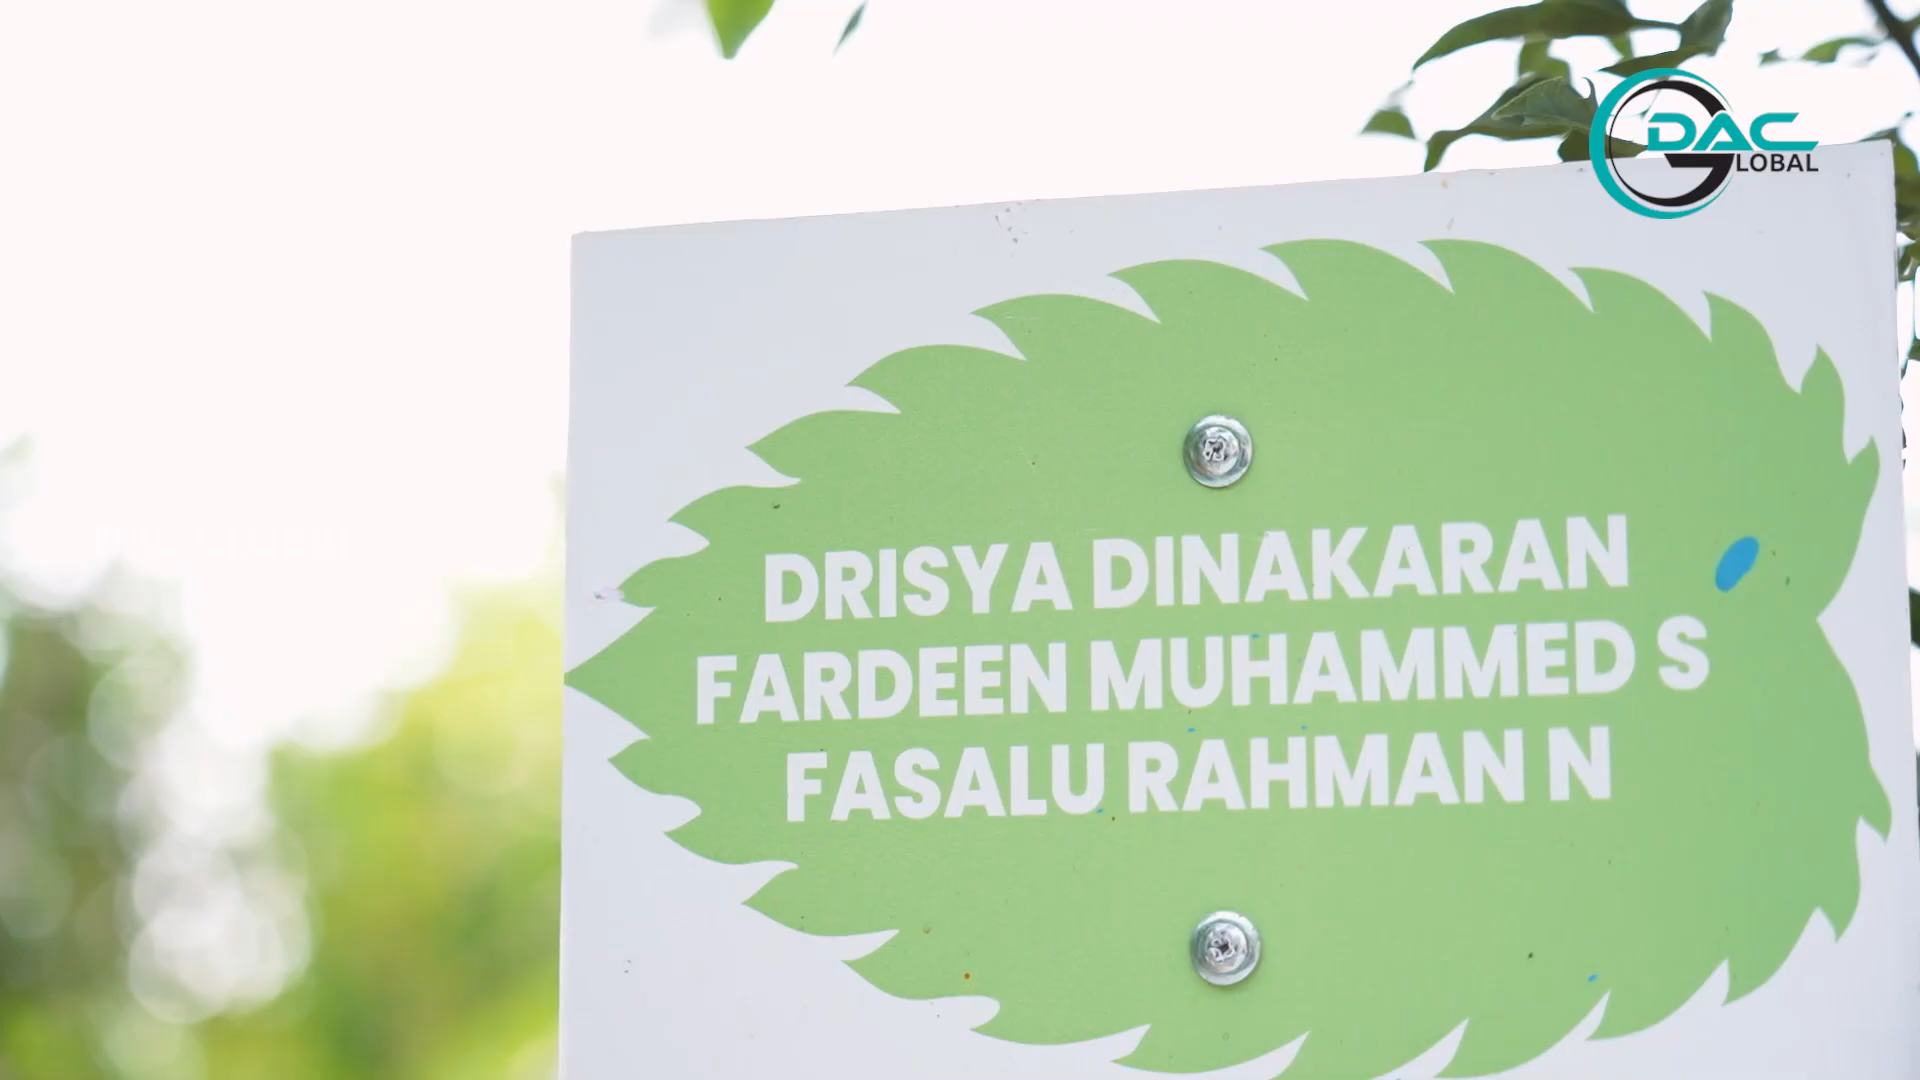 DAC
GLOBAL
DRISYA DINAKARAN
FARDEEN MUHAMMED S
FASALU RAHMAN N